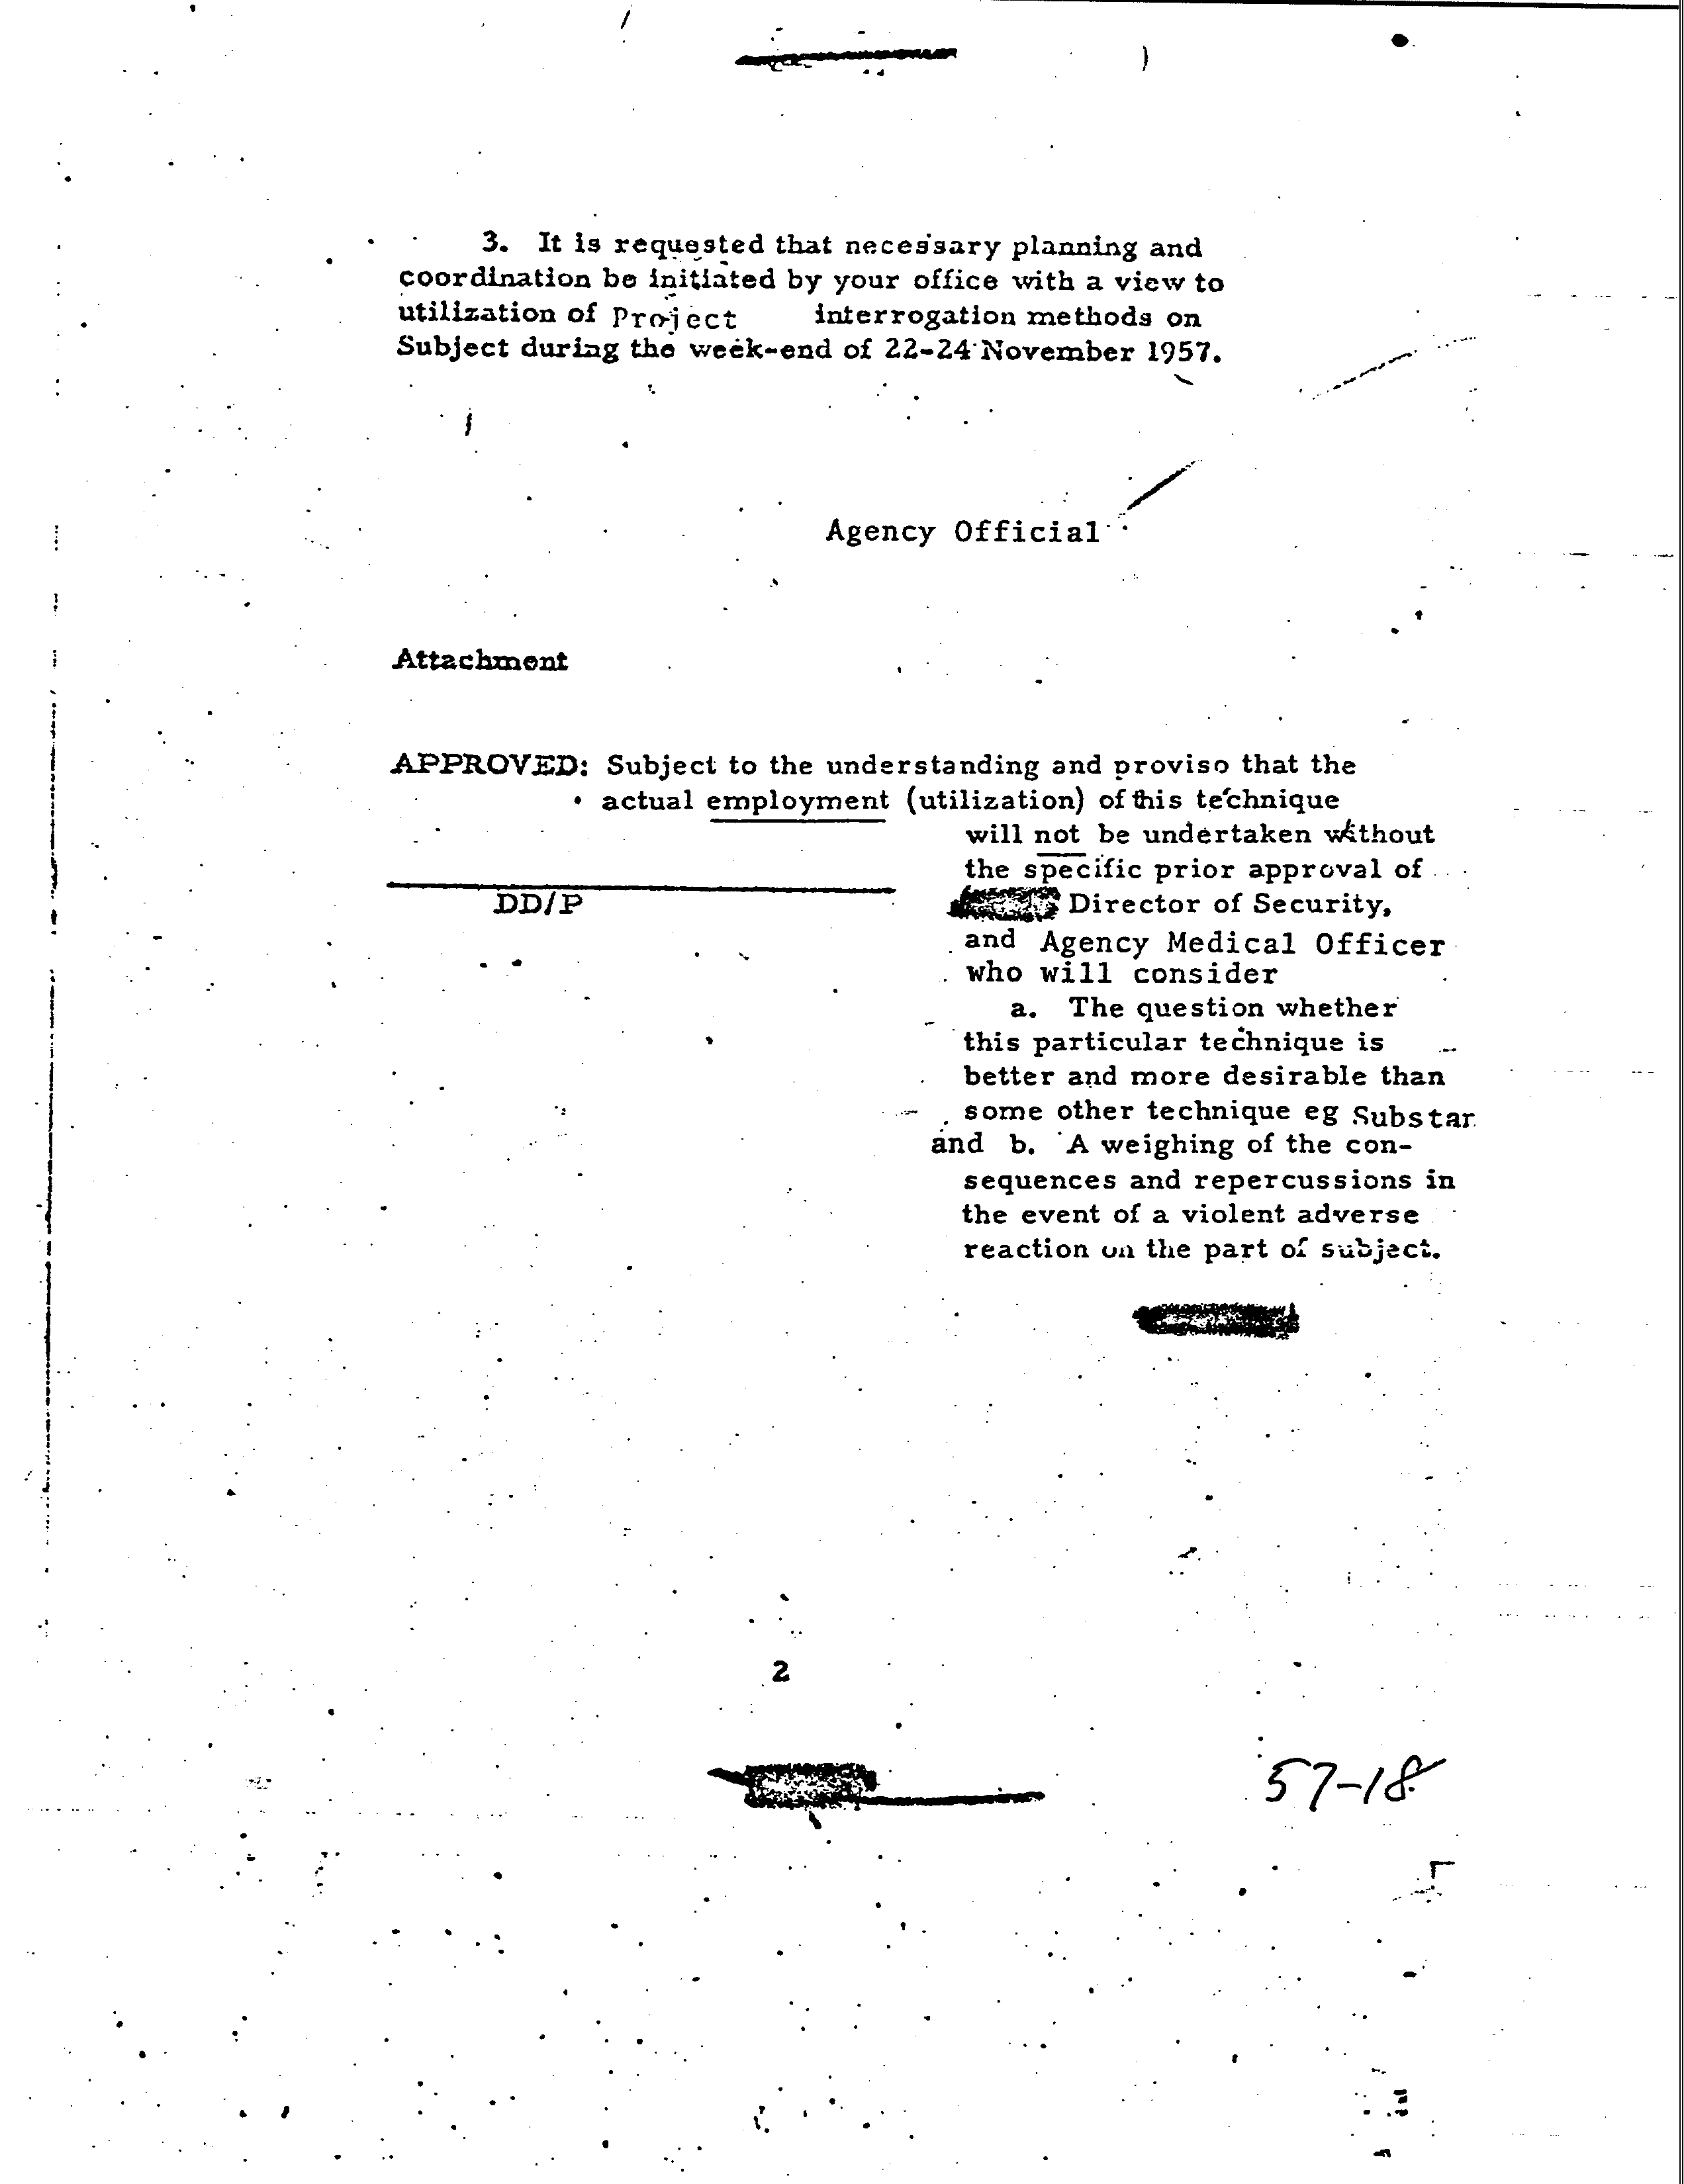 3. It is requested that necessary planning and
coordination be initiated by your office with a view to
utilization of Project interrogation methods on
Subject during the week-end of 22-24 November 1957.
Agency Official
Attachment
APPROVED: Subject to the understanding and proviso that the
actual employment (utilization) of this technique
will not be undertaken without
the specific prior approval of
DD/P
Director of Security,
and Agency Medical Officer
who will consider
a. The question whether
this particular technique is
better and more desirable than
some other technique eg Substan
and b. A weighing of the con-
sequences and repercussions in
the event of a violent adverse
reaction on the part of subject.
2
57-18